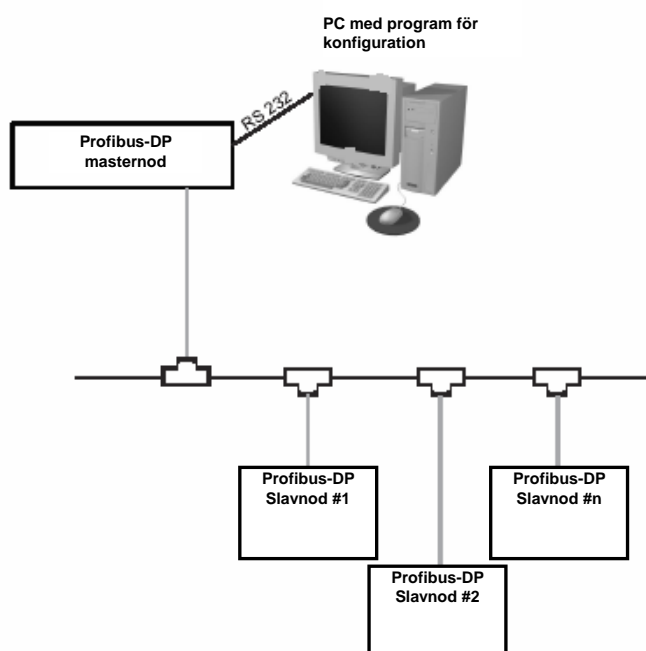 PC med program för
konfiguration
RS 232
Profibus-DP
masternod
Profibus-DP
Slavnod #1
Profibus-DP
Slavnod #n
Profibus-DP
Slavnod #2